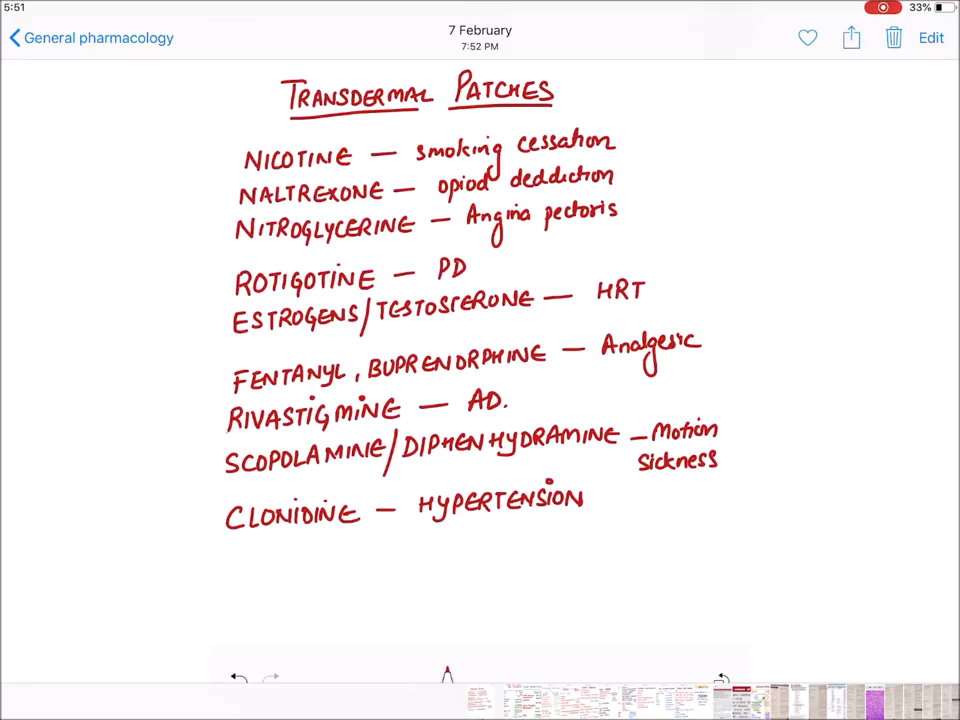 5:51
33%
General pharmacology
7 February
7:52 PM
Edit
TRANSDERMAL PATCHES
NICOTINE — smoking cessation
NALTREXONE — opiod deddiction
NITROGLYCERINE — Angina pectoris
ROTIGOTINE — PD
ESTROGENS/TESTOSTERONE — HRT
FENTANYL, BUPRENORPHINE — Analgesic
RIVASTIGMINE — AD.
SCOPOLAMINE/DIPHENHYDRAMINE — Motion
Sickness
CLONIDINE — HYPERTENSION